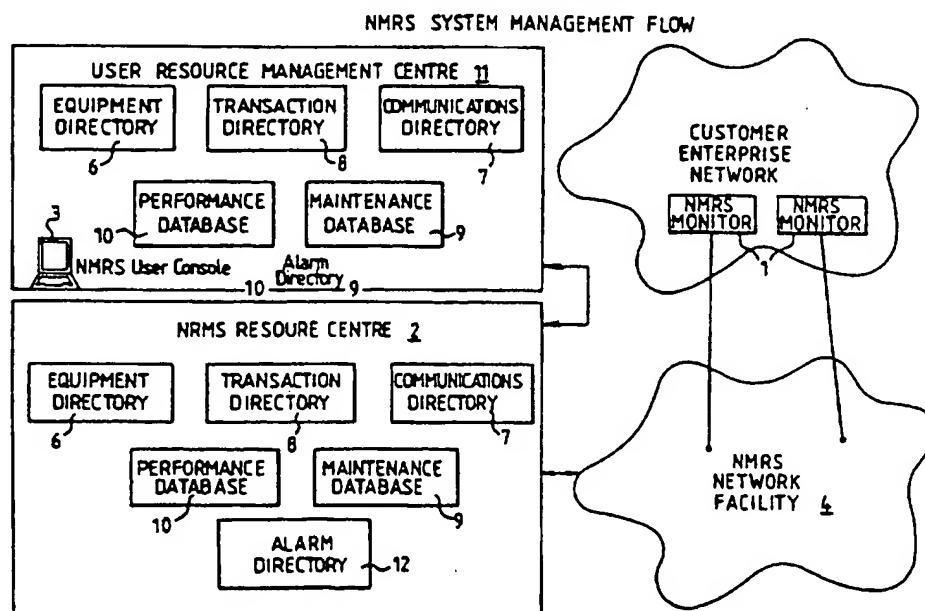 NMRS SYSTEM MANAGEMENT FLOW
USER RESOURCE MANAGEMENT CENTRE 11
EQUIPMENT
DIRECTORY
6
TRANSACTION
DIRECTORY
8
COMMUNICATIONS
DIRECTORY
7
PERFORMANCE
DATABASE
10
MAINTENANCE
DATABASE
9
3
NMRS User Console
Alarm
Directory
10
9
NRMS RESOURE CENTRE 2
EQUIPMENT
DIRECTORY
6
TRANSACTION
DIRECTORY
8
COMMUNICATIONS
DIRECTORY
7
PERFORMANCE
DATABASE
10
MAINTENANCE
DATABASE
9
ALARM
DIRECTORY
12
CUSTOMER
ENTERPRISE
NETWORK
NMRS
MONITOR
NMRS
MONITOR
1
NMRS
NETWORK
FACILITY 4